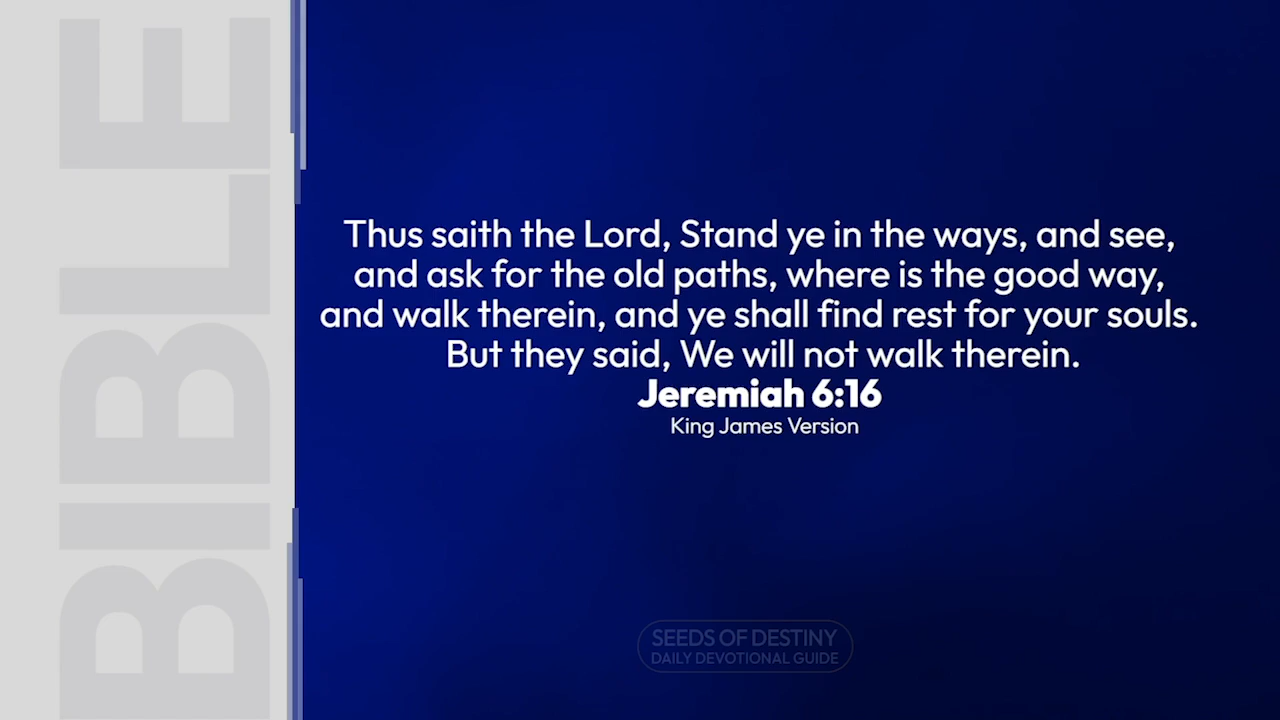 BIBLE
Thus saith the Lord, Stand ye in the ways, and see,
and ask for the old paths, where is the good way,
and walk therein, and ye shall find rest for your souls.
But they said, We will not walk therein.
Jeremiah 6:16
King James Version
SEEDS OF DESTINY
DAILY DEVOTIONAL GUIDE